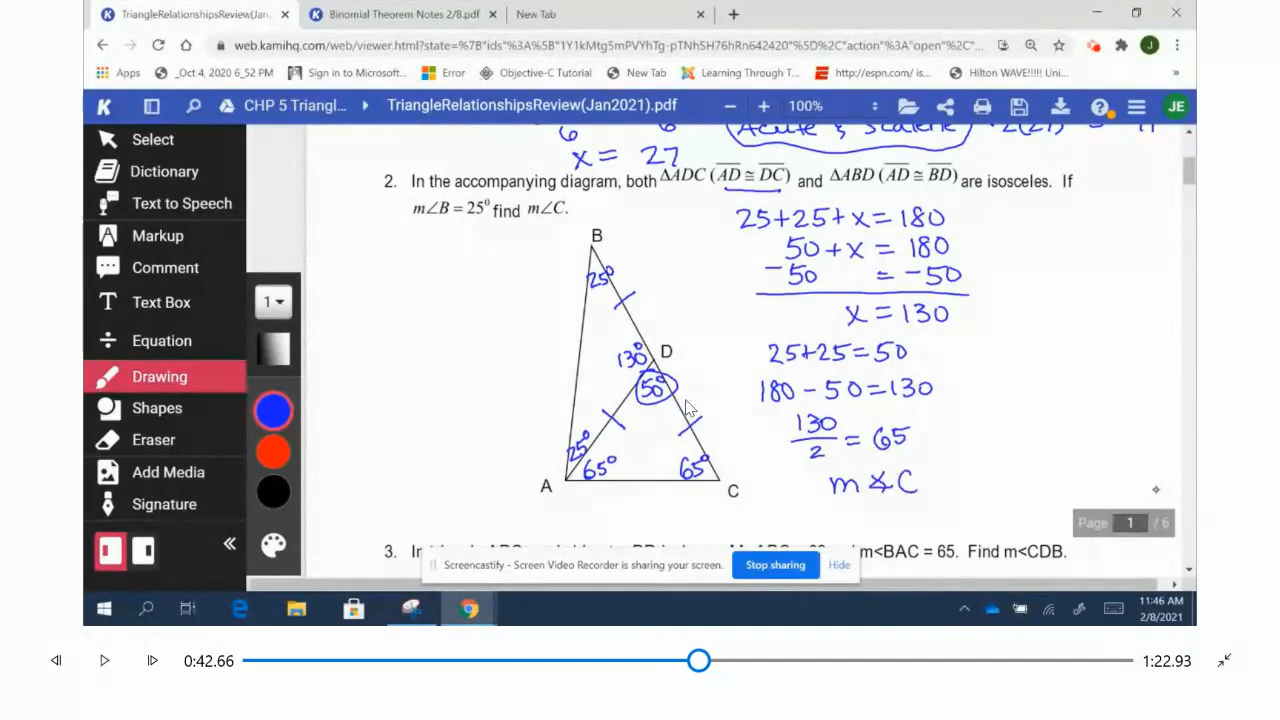 TriangleRelationshipsReview(Jan.
Binomial Theorem Notes 2/8.pdf
New Tab
web.kamihq.com/web/viewer.html?state=%7B"ids"%3A%5B"1Y1kMtg5mPVYhTg-pTNhSH76hRn642420"%5D%2C"action"%3A"open"%2C"...
J
Apps
_Oct 4, 2020 6_52 PM
Sign in to Microsoft...
Error
Objective-C Tutorial
New Tab
Learning Through T...
http://espn.com/ is...
Hilton WAVE!!!!! Uni...
»
K
CHP 5 Triangl...
TriangleRelationshipsReview(Jan2021).pdf
100%
JE
Select
Dictionary
Text to Speech
Markup
Comment
Text Box
Equation
Drawing
Shapes
Eraser
Add Media
Signature
1
6 6 Acute & Scalene
x = 27
2. In the accompanying diagram, both ΔADC (AD ≅ DC) and ΔABD (AD ≅ BD) are isosceles. If
m∠B = 25⁰ find m∠C.
B
25°
130°
D
50°
25°
65°
65°
A
C
25+25+x=180
50+x = 180
-50 = -50
x=130
25+25=50
180-50=130
130/2 = 65
m∡C
Page 1 / 6
m<BAC = 65. Find m<CDB.
Screencastify - Screen Video Recorder is sharing your screen.
Stop sharing
Hide
11:46 AM
2/8/2021
0:42.66
1:22.93